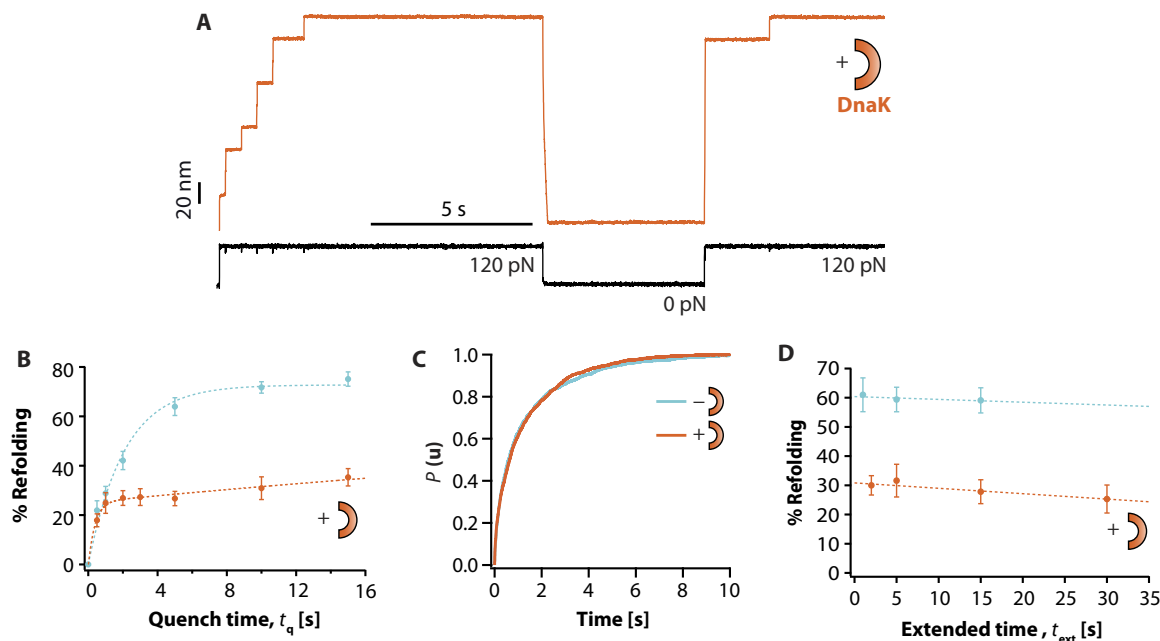 A
+
DnaK
20 nm
5 s
120 pN
0 pN
120 pN
B
% Refolding
80
60
40
20
0
0 4 8 12 16
Quench time, tq [s]
+
C
P (u)
1.0
0.8
0.6
0.4
0.2
0.0
0 2 4 6 8 10
Time [s]
−
+
D
% Refolding
70
60
50
40
30
20
10
0
0 5 10 15 20 25 30 35
Extended time , text [s]
+